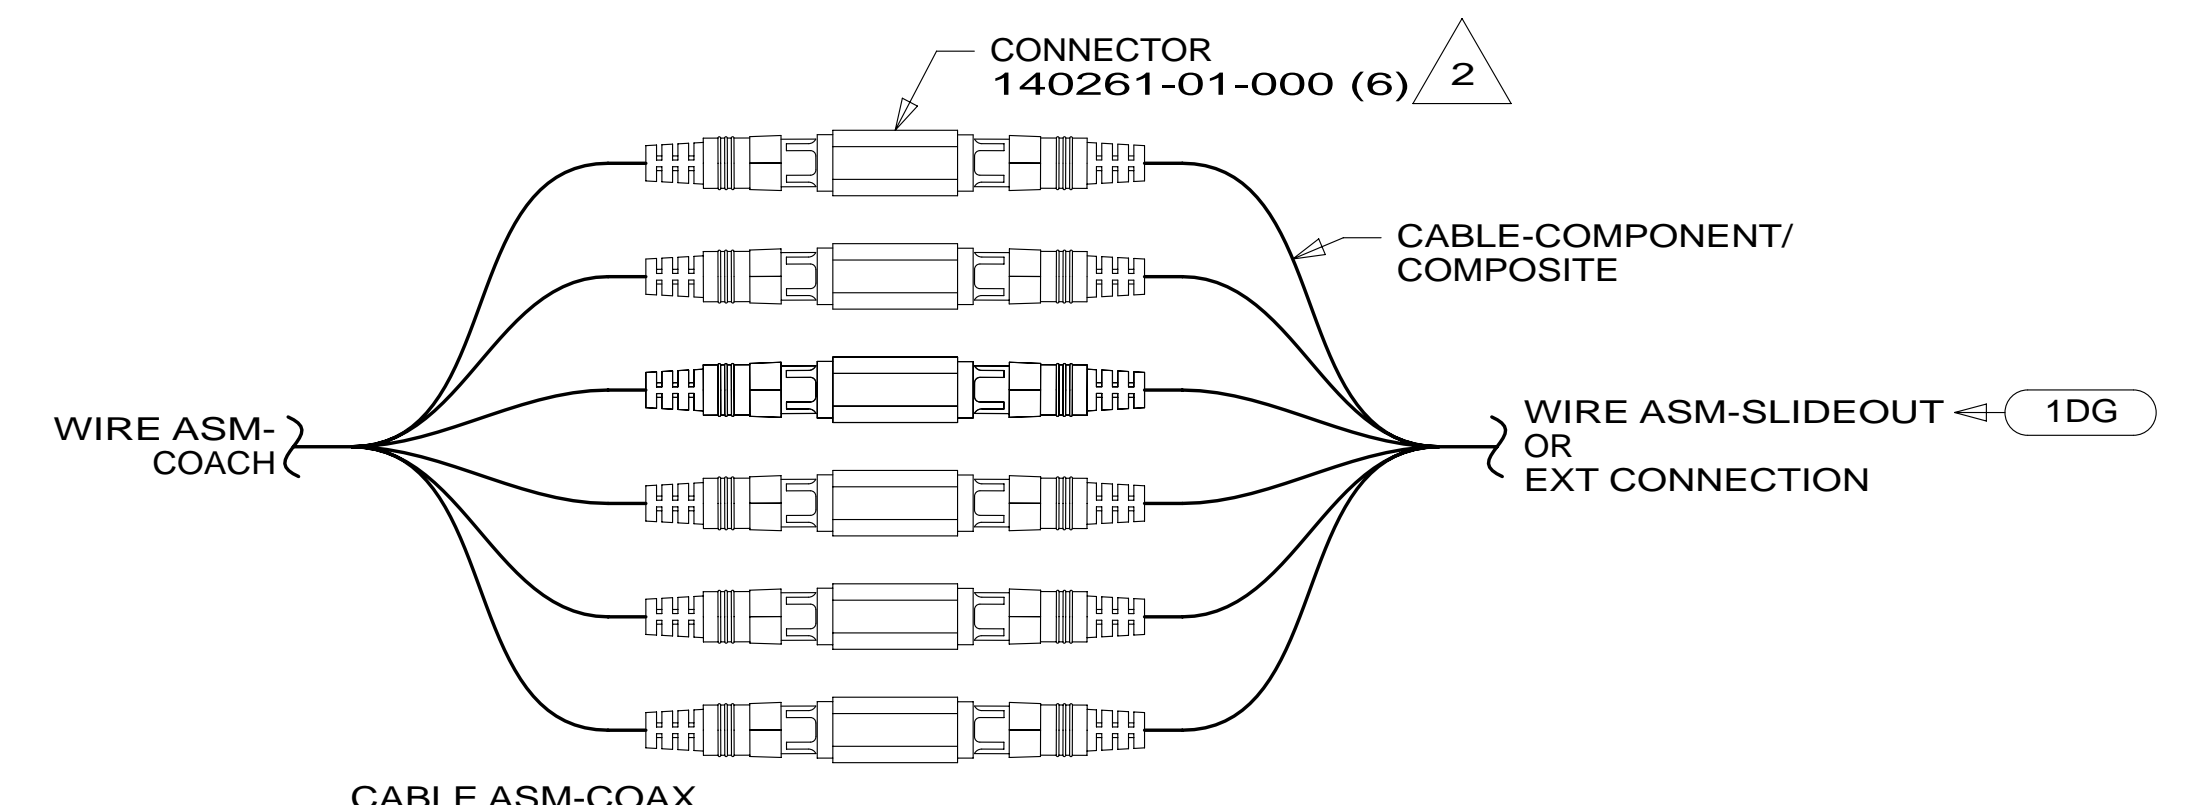 CONNECTOR
140261-01-000 (6)
2
CABLE-COMPONENT/
COMPOSITE
WIRE ASM-
COACH
WIRE ASM-SLIDEOUT
1DG
OR
EXT CONNECTION
CABLE ASM-COAX